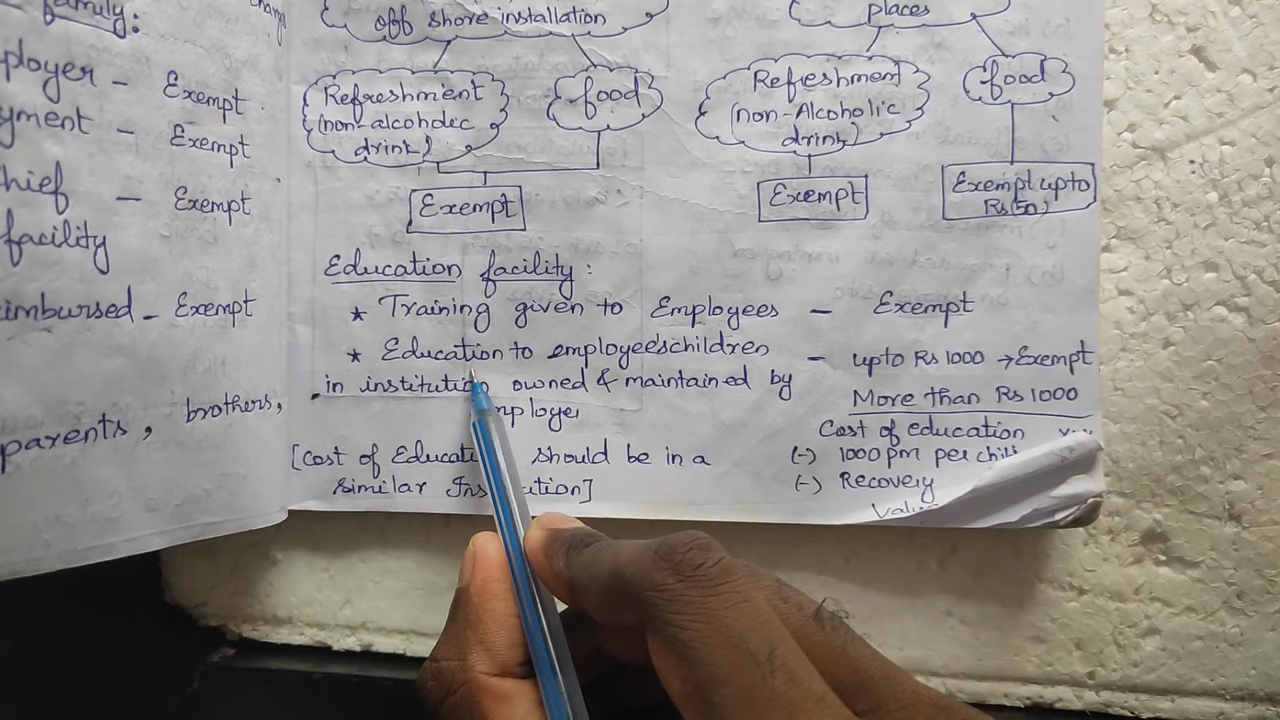 family:
ployer - Exempt
yment - Exempt
hief - Exempt
facility
imbursed - Exempt
parents, brothers,
off shore installation
Refreshment
(non-alcoholic
drink)
food
Exempt
places
Refreshment
(non-Alcoholic
drink)
food
Exempt
Exempt upto
Rs(50)
Education facility:
* Training given to Employees - Exempt
* Education to employee's children - upto Rs 1000 → Exempt
in institution owned & maintained by
mployer
[Cost of Educati should be in a
similar Ins ution]
More than Rs 1000
Cost of education
(-) 1000 pm per chil
(-) Recovery
Valu